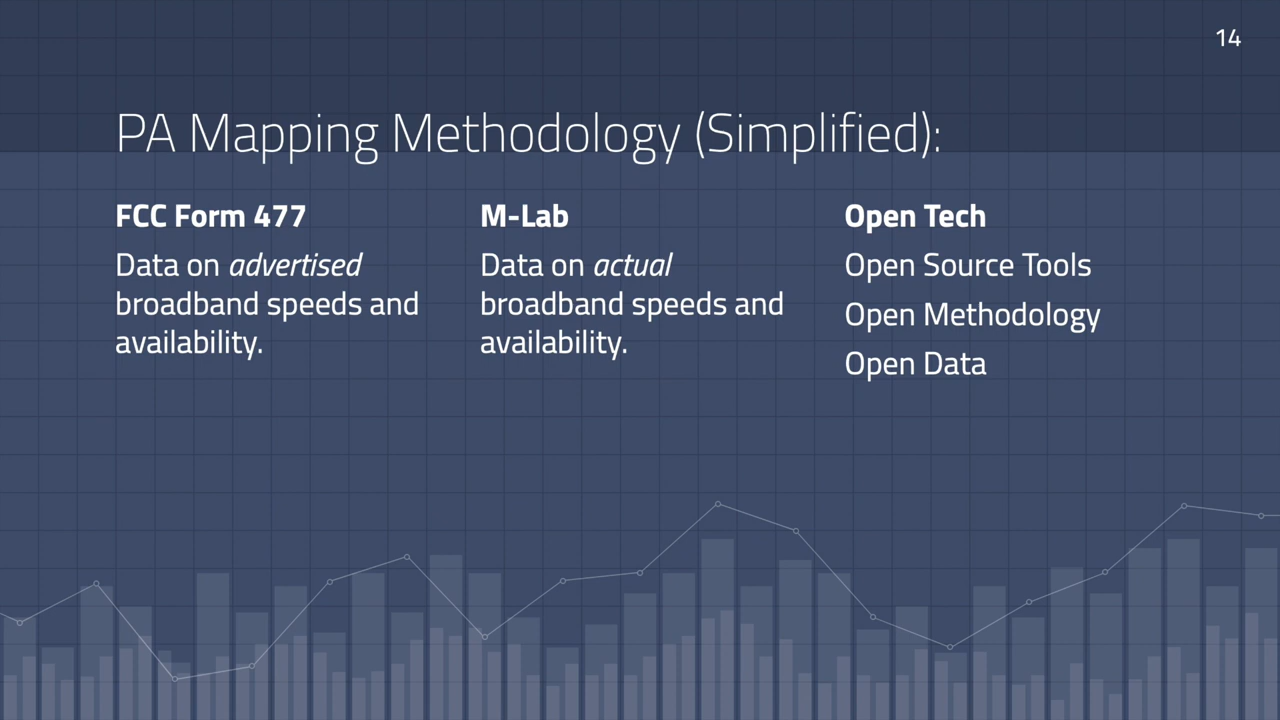 14
PA Mapping Methodology (Simplified):
FCC Form 477
Data on advertised
broadband speeds and
availability.
M-Lab
Data on actual
broadband speeds and
availability.
Open Tech
Open Source Tools
Open Methodology
Open Data